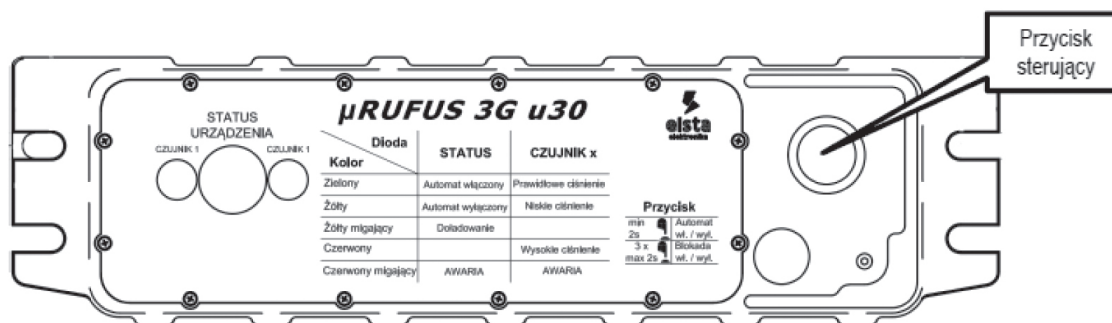 Przycisk
sterujący
µRUFUS 3G u30
elsta
elektronika
STATUS
URZĄDZENIA
CZUJNIK 1
CZUJNIK 1
Dioda
Kolor
STATUS
CZUJNIK x
Zielony
Automat włączony
Prawidłowe ciśnienie
Żółty
Automat wyłączony
Niskie ciśnienie
Żółty migający
Doładowanie
Czerwony
Wysokie ciśnienie
Czerwony migający
AWARIA
AWARIA
Przycisk
min
2s
Automat
wł. / wył.
3 x
max 2s
Blokada
wł. / wył.